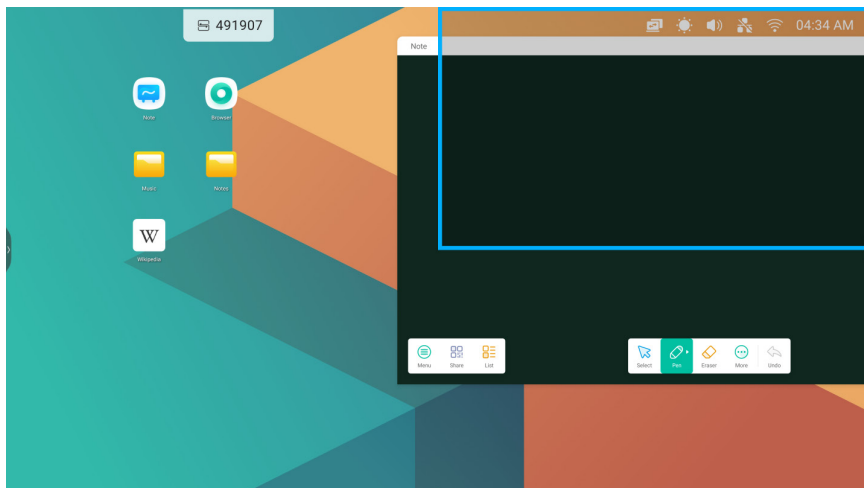 491907
04:34 AM
Note
Note
Browser
Music
Notes
W
Wikipedia
Menu
Share
List
Select
Pen
Eraser
More
Undo